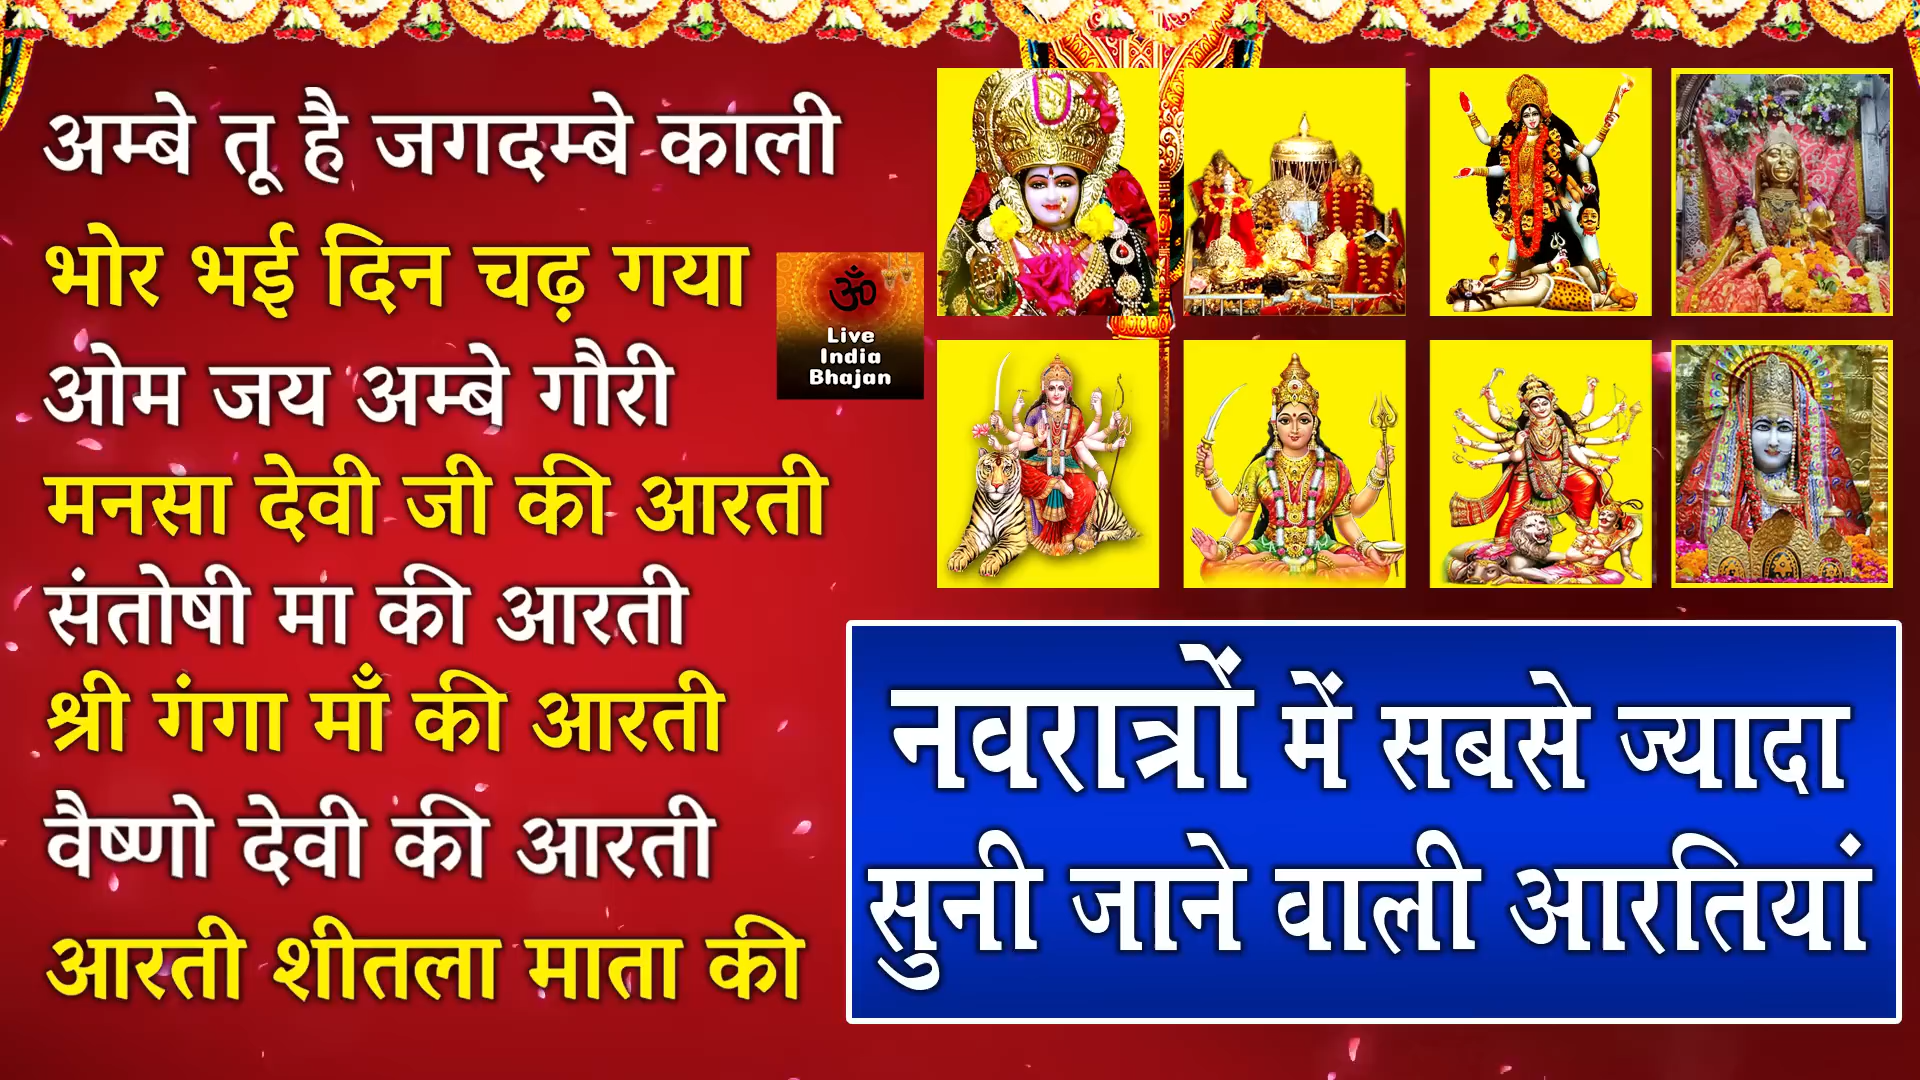 अम्बे तू है जगदम्बे काली
भोर भई दिन चढ़ गया
ओम जय अम्बे गौरी
मनसा देवी जी की आरती
संतोषी मा की आरती
श्री गंगा माँ की आरती
वैष्णो देवी की आरती
आरती शीतला माता की
ॐ
Live
India
Bhajan
नवरात्रों में सबसे ज्यादा
सुनी जाने वाली आरतियां